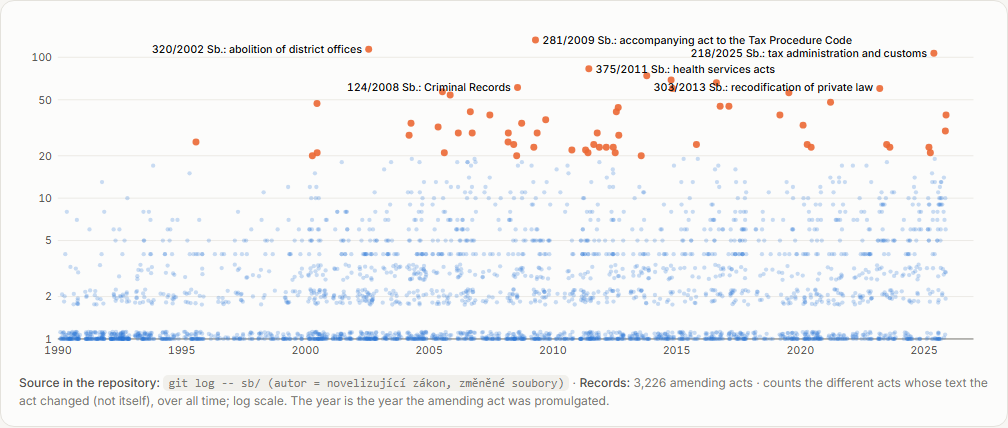 281/2009 Sb.: accompanying act to the Tax Procedure Code
320/2002 Sb.: abolition of district offices
218/2025 Sb.: tax administration and customs
100
375/2011 Sb.: health services acts
124/2008 Sb.: Criminal Records
303/2013 Sb.: recodification of private law
50
20
10
5
2
1
1990 1995 2000 2005 2010 2015 2020 2025
Source in the repository: git log -- sb/ (autor = novelizující zákon, změněné soubory) · Records: 3,226 amending acts · counts the different acts whose text the
act changed (not itself), over all time; log scale. The year is the year the amending act was promulgated.